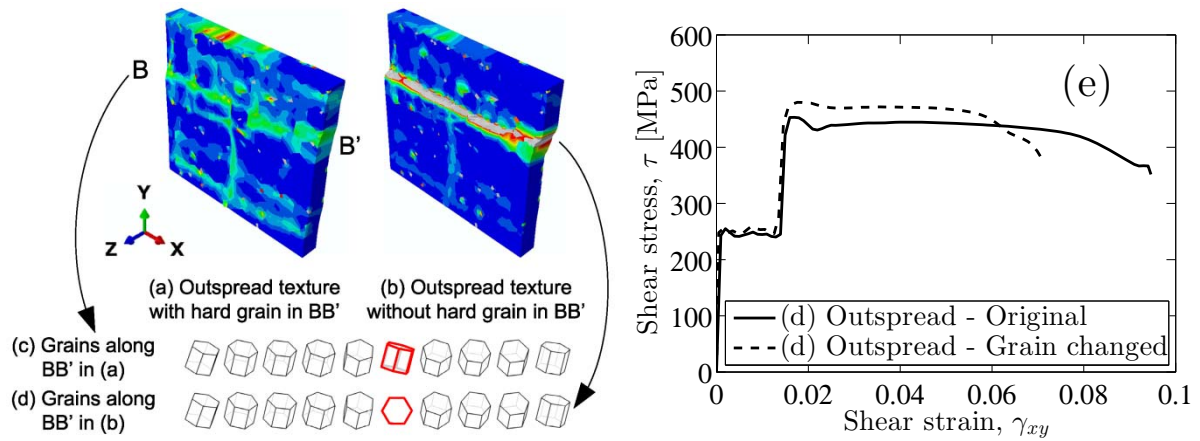 B
B'
Y
Z
X
(a) Outspread texture
with hard grain in BB'
(b) Outspread texture
without hard grain in BB'
(c) Grains along
BB' in (a)
(d) Grains along
BB' in (b)
600
500
400
300
200
100
0
Shear stress, τ [MPa]
(e)
(d) Outspread - Original
(d) Outspread - Grain changed
0
0.02
0.04
0.06
0.08
0.1
Shear strain, γxy